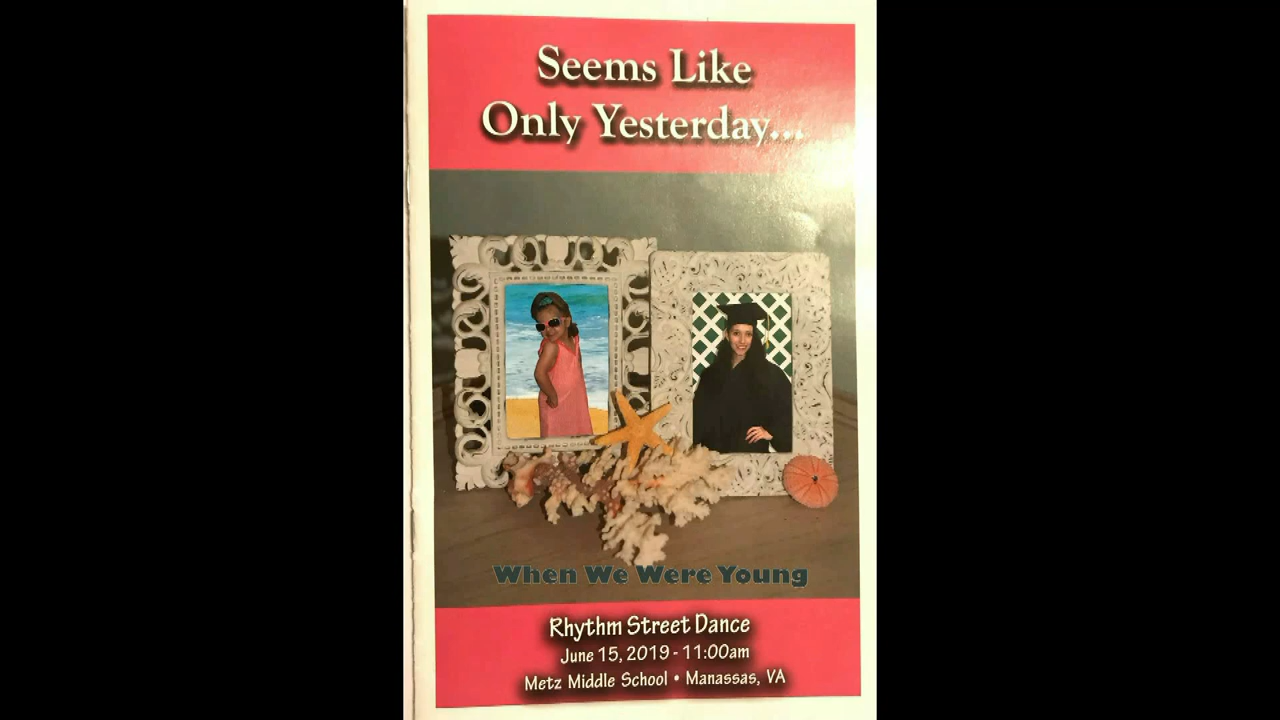 Seems Like
Only Yesterday...
When We Were Young
Rhythm Street Dance
June 15, 2019 - 11:00am
Metz Middle School • Manassas, VA